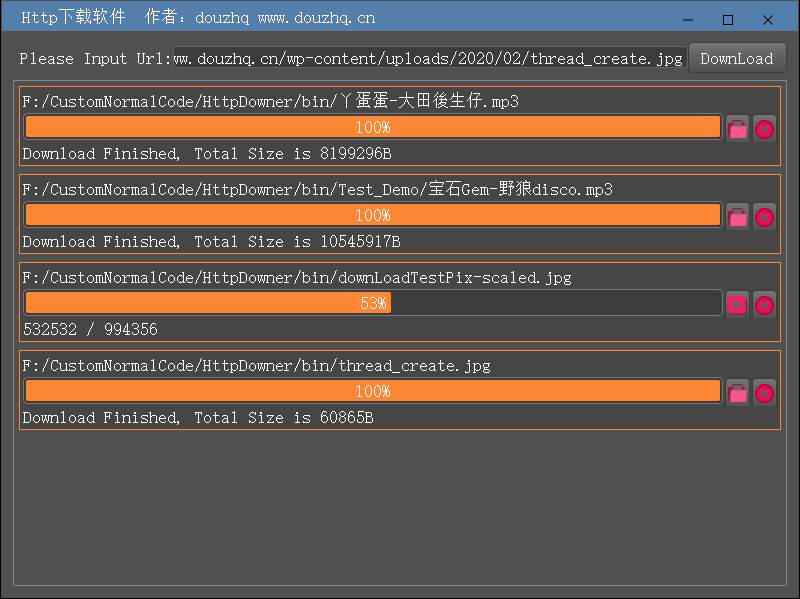 Http下载软件 作者: douzhq www.douzhq.cn
Please Input Url: ww.douzhq.cn/wp-content/uploads/2020/02/thread_create.jpg DownLoad
F:/CustomNormalCode/HttpDowner/bin/丫蛋蛋-大田後生仔.mp3
100%
Download Finished, Total Size is 8199296B
F:/CustomNormalCode/HttpDowner/bin/Test_Demo/宝石Gem-野狼disco.mp3
100%
Download Finished, Total Size is 10545917B
F:/CustomNormalCode/HttpDowner/bin/downLoadTestPix-scaled.jpg
53%
532532 / 994356
F:/CustomNormalCode/HttpDowner/bin/thread_create.jpg
100%
Download Finished, Total Size is 60865B